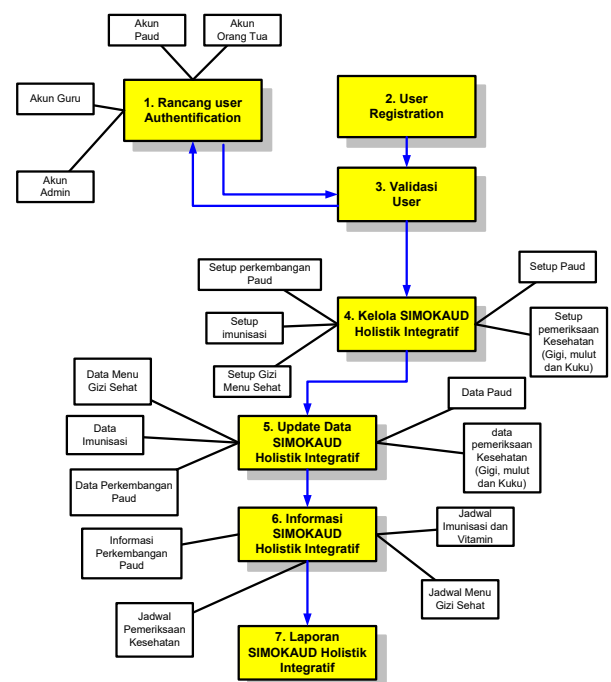 Akun
Paud
Akun
Orang Tua
Akun Guru
1. Rancang user
Authentification
2. User
Registration
Akun
Admin
3. Validasi
User
Setup perkembangan
Paud
Setup Paud
Setup
imunisasi
4. Kelola SIMOKAUD
Holistik Integratif
Setup
pemeriksaan
Kesehatan
(Gigi, mulut
dan Kuku)
Setup Gizi
Menu Sehat
Data Menu
Gizi Sehat
Data Paud
Data
Imunisasi
5. Update Data
SIMOKAUD
Holistik Integratif
data
pemeriksaan
Kesehatan
(Gigi, mulut
dan Kuku)
Data Perkembangan
Paud
Informasi
Perkembangan
Paud
6. Informasi
SIMOKAUD
Holistik Integratif
Jadwal
Imunisasi dan
Vitamin
Jadwal Menu
Gizi Sehat
Jadwal
Pemeriksaan
Kesehatan
7. Laporan
SIMOKAUD Holistik
Integratif